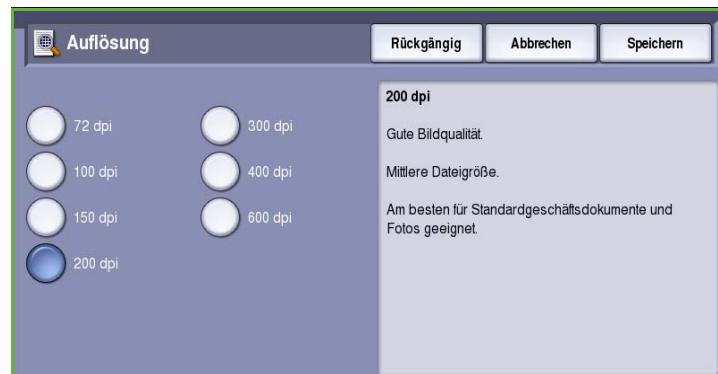 Auflösung
Rückgängig
Abbrechen
Speichern
72 dpi
100 dpi
150 dpi
200 dpi
300 dpi
400 dpi
600 dpi
200 dpi
Gute Bildqualität.
Mittlere Dateigröße.
Am besten für Standardgeschäftsdokumente und
Fotos geeignet.